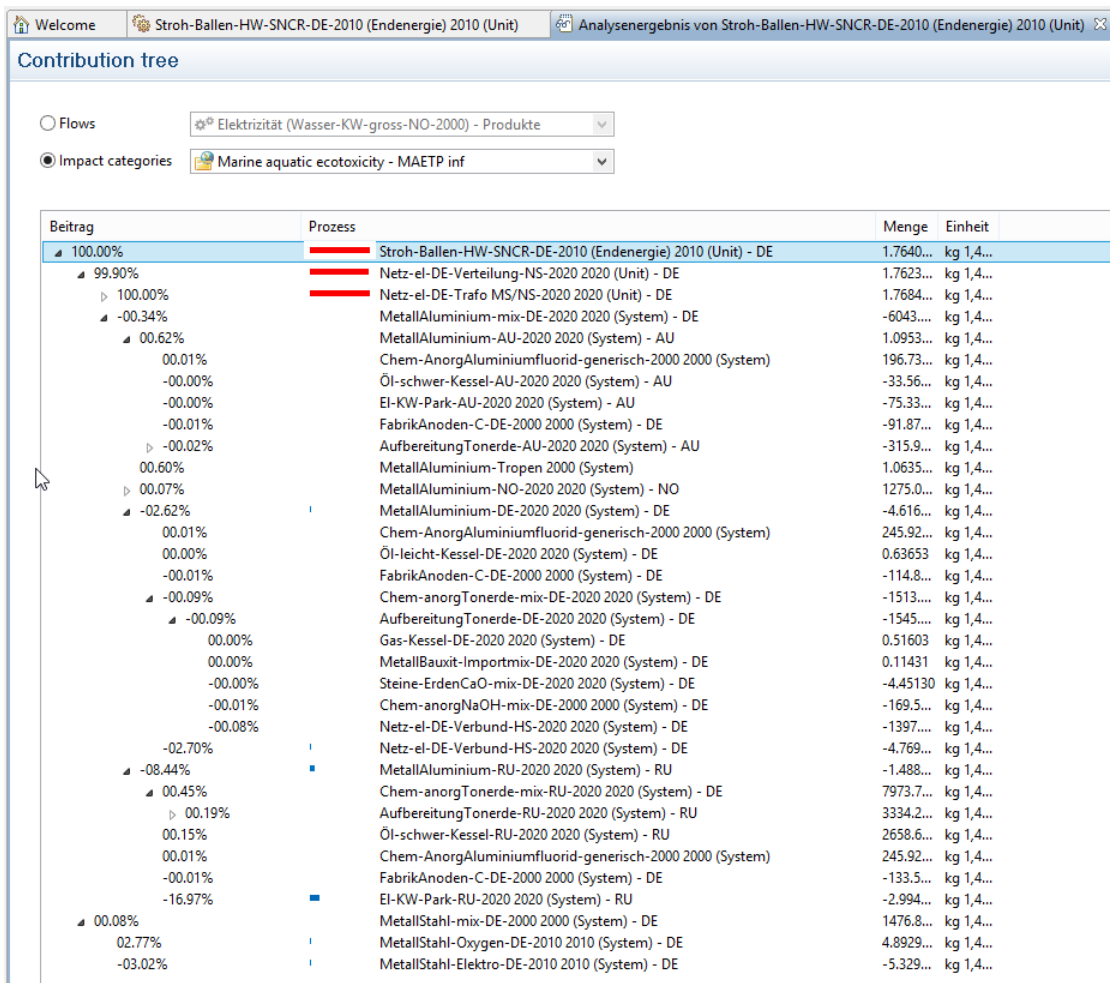 Welcome Stroh-Ballen-HW-SNCR-DE-2010 (Endenergie) 2010 (Unit) Analysenergebnis von Stroh-Ballen-HW-SNCR-DE-2010 (Endenergie) 2010 (Unit)
Contribution tree
Flows Elektrizität (Wasser-KW-gross-NO-2000) - Produkte
Impact categories Marine aquatic ecotoxicity - MAETP inf
Beitrag Prozess Menge Einheit
100.00% Stroh-Ballen-HW-SNCR-DE-2010 (Endenergie) 2010 (Unit) - DE 1.7640... kg 1,4...
99.90% Netz-el-DE-Verteilung-NS-2020 2020 (Unit) - DE 1.7623... kg 1,4...
100.00% Netz-el-DE-Trafo MS/NS-2020 2020 (Unit) - DE 1.7684... kg 1,4...
-00.34% MetallAluminium-mix-DE-2020 2020 (System) - DE -6043.... kg 1,4...
00.62% MetallAluminium-AU-2020 2020 (System) - AU 1.0953... kg 1,4...
00.01% Chem-AnorgAluminiumfluorid-generisch-2000 2000 (System) 196.73... kg 1,4...
-00.00% Öl-schwer-Kessel-AU-2020 2020 (System) - AU -33.56... kg 1,4...
-00.00% El-KW-Park-AU-2020 2020 (System) - AU -75.33... kg 1,4...
-00.01% FabrikAnoden-C-DE-2000 2000 (System) - DE -91.87... kg 1,4...
-00.02% AufbereitungTonerde-AU-2020 2020 (System) - AU -315.9... kg 1,4...
00.60% MetallAluminium-Tropen 2000 (System) 1.0635... kg 1,4...
00.07% MetallAluminium-NO-2020 2020 (System) - NO 1275.0... kg 1,4...
-02.62% MetallAluminium-DE-2020 2020 (System) - DE -4.616... kg 1,4...
00.01% Chem-AnorgAluminiumfluorid-generisch-2000 2000 (System) 245.92... kg 1,4...
00.00% Öl-leicht-Kessel-DE-2020 2020 (System) - DE 0.63653 kg 1,4...
-00.01% FabrikAnoden-C-DE-2000 2000 (System) - DE -114.8... kg 1,4...
-00.09% Chem-anorgTonerde-mix-DE-2020 2020 (System) - DE -1513.... kg 1,4...
-00.09% AufbereitungTonerde-DE-2020 2020 (System) - DE -1545.... kg 1,4...
00.00% Gas-Kessel-DE-2020 2020 (System) - DE 0.51603 kg 1,4...
00.00% MetallBauxit-Importmix-DE-2020 2020 (System) - DE 0.11431 kg 1,4...
-00.00% Steine-ErdenCaO-mix-DE-2020 2020 (System) - DE -4.45130 kg 1,4...
-00.01% Chem-anorgNaOH-mix-DE-2000 2000 (System) - DE -169.5... kg 1,4...
-00.08% Netz-el-DE-Verbund-HS-2020 2020 (System) - DE -1397.... kg 1,4...
-02.70% Netz-el-DE-Verbund-HS-2020 2020 (System) - DE -4.769... kg 1,4...
-08.44% MetallAluminium-RU-2020 2020 (System) - RU -1.488... kg 1,4...
00.45% Chem-anorgTonerde-mix-RU-2020 2020 (System) - DE 7973.7... kg 1,4...
00.19% AufbereitungTonerde-RU-2020 2020 (System) - RU 3334.2... kg 1,4...
00.15% Öl-schwer-Kessel-RU-2020 2020 (System) - RU 2658.6... kg 1,4...
00.01% Chem-AnorgAluminiumfluorid-generisch-2000 2000 (System) 245.92... kg 1,4...
-00.01% FabrikAnoden-C-DE-2000 2000 (System) - DE -133.5... kg 1,4...
-16.97% El-KW-Park-RU-2020 2020 (System) - RU -2.994... kg 1,4...
00.08% MetallStahl-mix-DE-2000 2000 (System) - DE 1476.8... kg 1,4...
02.77% MetallStahl-Oxygen-DE-2010 2010 (System) - DE 4.8929... kg 1,4...
-03.02% MetallStahl-Elektro-DE-2010 2010 (System) - DE -5.329... kg 1,4...